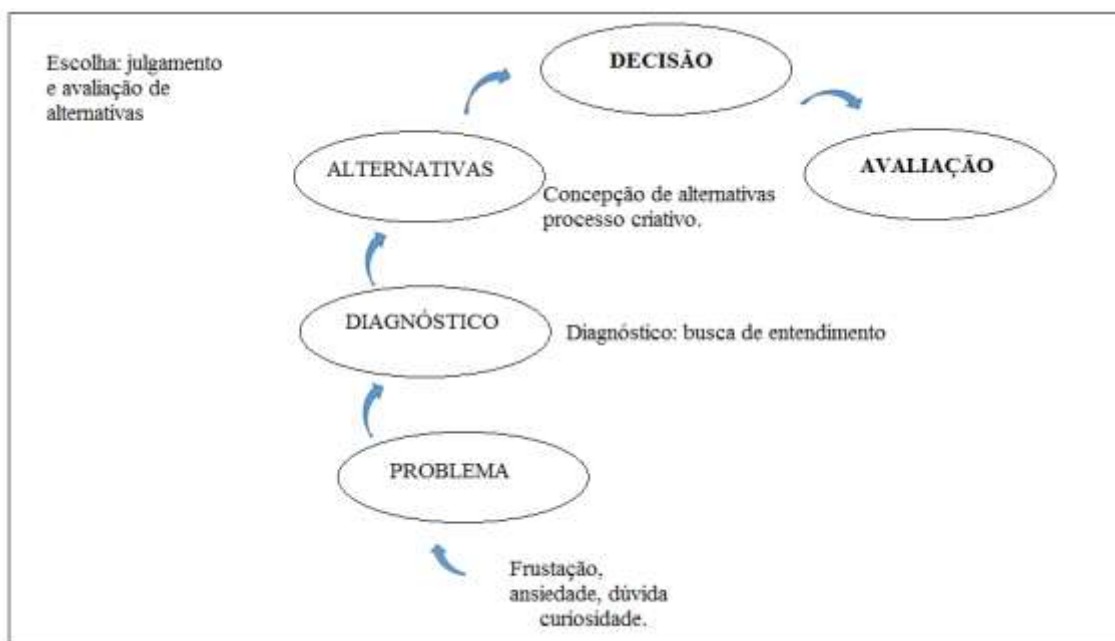 DECISÃO
Escolha: julgamento
e avaliação de
alternativas
ALTERNATIVAS
AVALIAÇÃO
Concepção de alternativas
processo criativo.
DIAGNÓSTICO
Diagnóstico: busca de entendimento
PROBLEMA
Frustação,
ansiedade, dúvida
curiosidade.